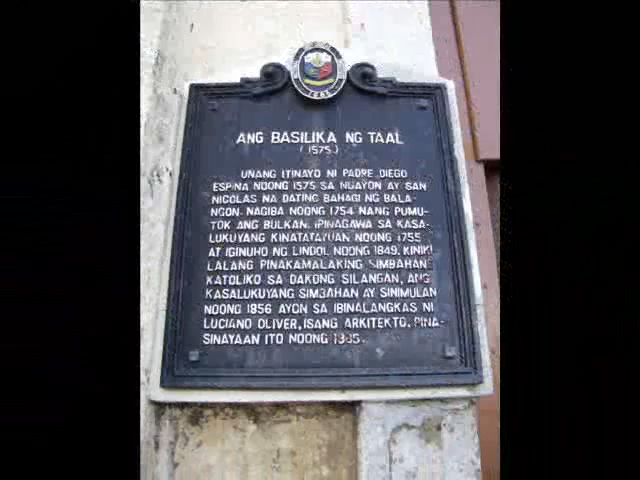 ANG BASILIKA NG TAAL
(1575)
UNANG ITINAYO NI PADRE DIEGO
ESPINA NOONG 1575 SA NGAYON AY SAN
NICOLAS NA DATING BAHAGI NG BALA-
NGON. NAGIBA NOONG 1754 NANG PUMU-
TOK ANG BULKAN. IPINAGAWA SA KASA-
LUKUYANG KINATATAYUAN NOONG 1755
AT IGINUHO NG LINDOL NOONG 1849. KINIKI
LALANG PINAKAMALAKING SIMBAHANG
KATOLIKO SA DAKONG SILANGAN, ANG
KASALUKUYANG SIMBAHAN AY SINIMULAN
NOONG 1856 AYON SA IBINALANGKAS NI
LUCIANO OLIVER, ISANG ARKITEKTO. PINA-
SINAYAAN ITO NOONG